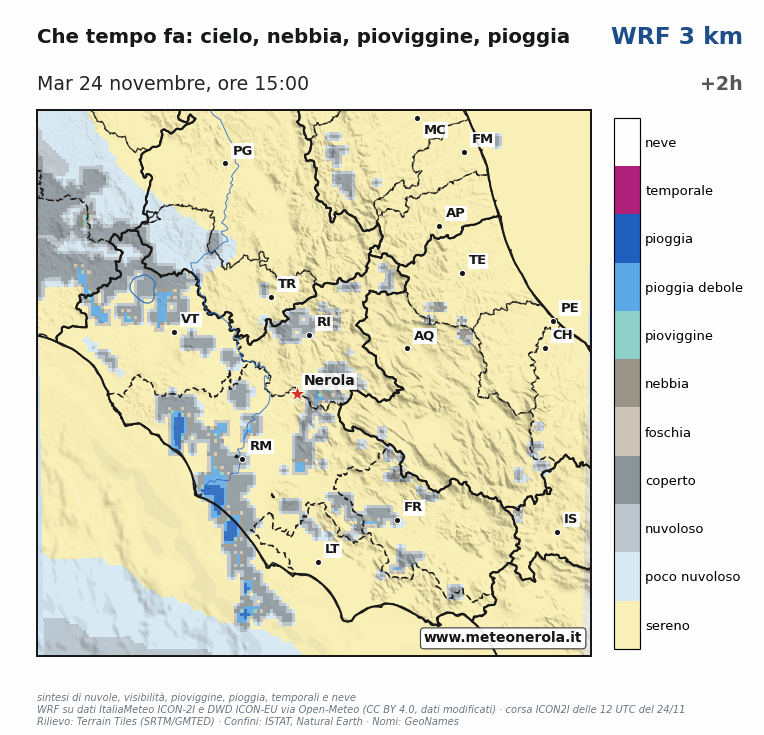 Che tempo fa: cielo, nebbia, pioviggine, pioggia
WRF 3 km
Mar 24 novembre, ore 15:00
+2h
MC
FM
PG
AP
TE
TR
PE
VT
RI
CH
AQ
Nerola
RM
FR
IS
LT
www.meteonerola.it
neve
temporale
pioggia
pioggia debole
pioviggine
nebbia
foschia
coperto
nuvoloso
poco nuvoloso
sereno
sintesi di nuvole, visibilità, pioviggine, pioggia, temporali e neve
WRF su dati ItaliaMeteo ICON-2I e DWD ICON-EU via Open-Meteo (CC BY 4.0, dati modificati) · corsa ICON2I delle 12 UTC del 24/11
Rilievo: Terrain Tiles (SRTM/GMTED) · Confini: ISTAT, Natural Earth · Nomi: GeoNames